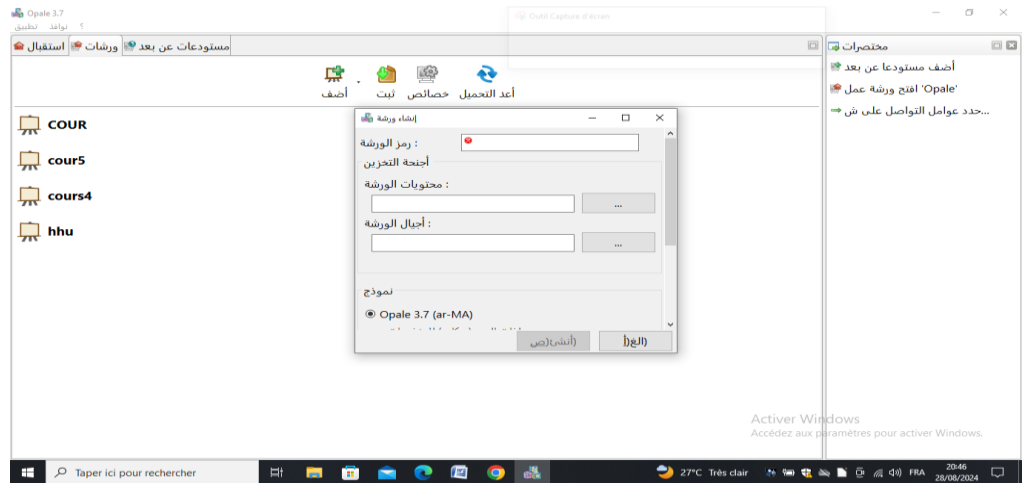 Opale 3.7
تطبيق نوافذ ؟
Outil Capture d'écran
استقبال
ورشات
مستودعات عن بعد
أضف
ثبت
خصائص
أعد التحميل
COUR
cour5
cours4
hhu
إنشاء ورشة
رمز الورشة :
أجنحة التخزين
محتويات الورشة :
...
أجيال الورشة :
...
نموذج
Opale 3.7 (ar-MA)
أنشئ(ص)
الغ(أ)
مختصرات
أضف مستودعا عن بعد
افتح ورشة عمل 'Opale'
حدد عوامل التواصل على ش...
Activer Windows
Accédez aux paramètres pour activer Windows.
Taper ici pour rechercher
27°C Très clair
FRA
20:46
28/08/2024